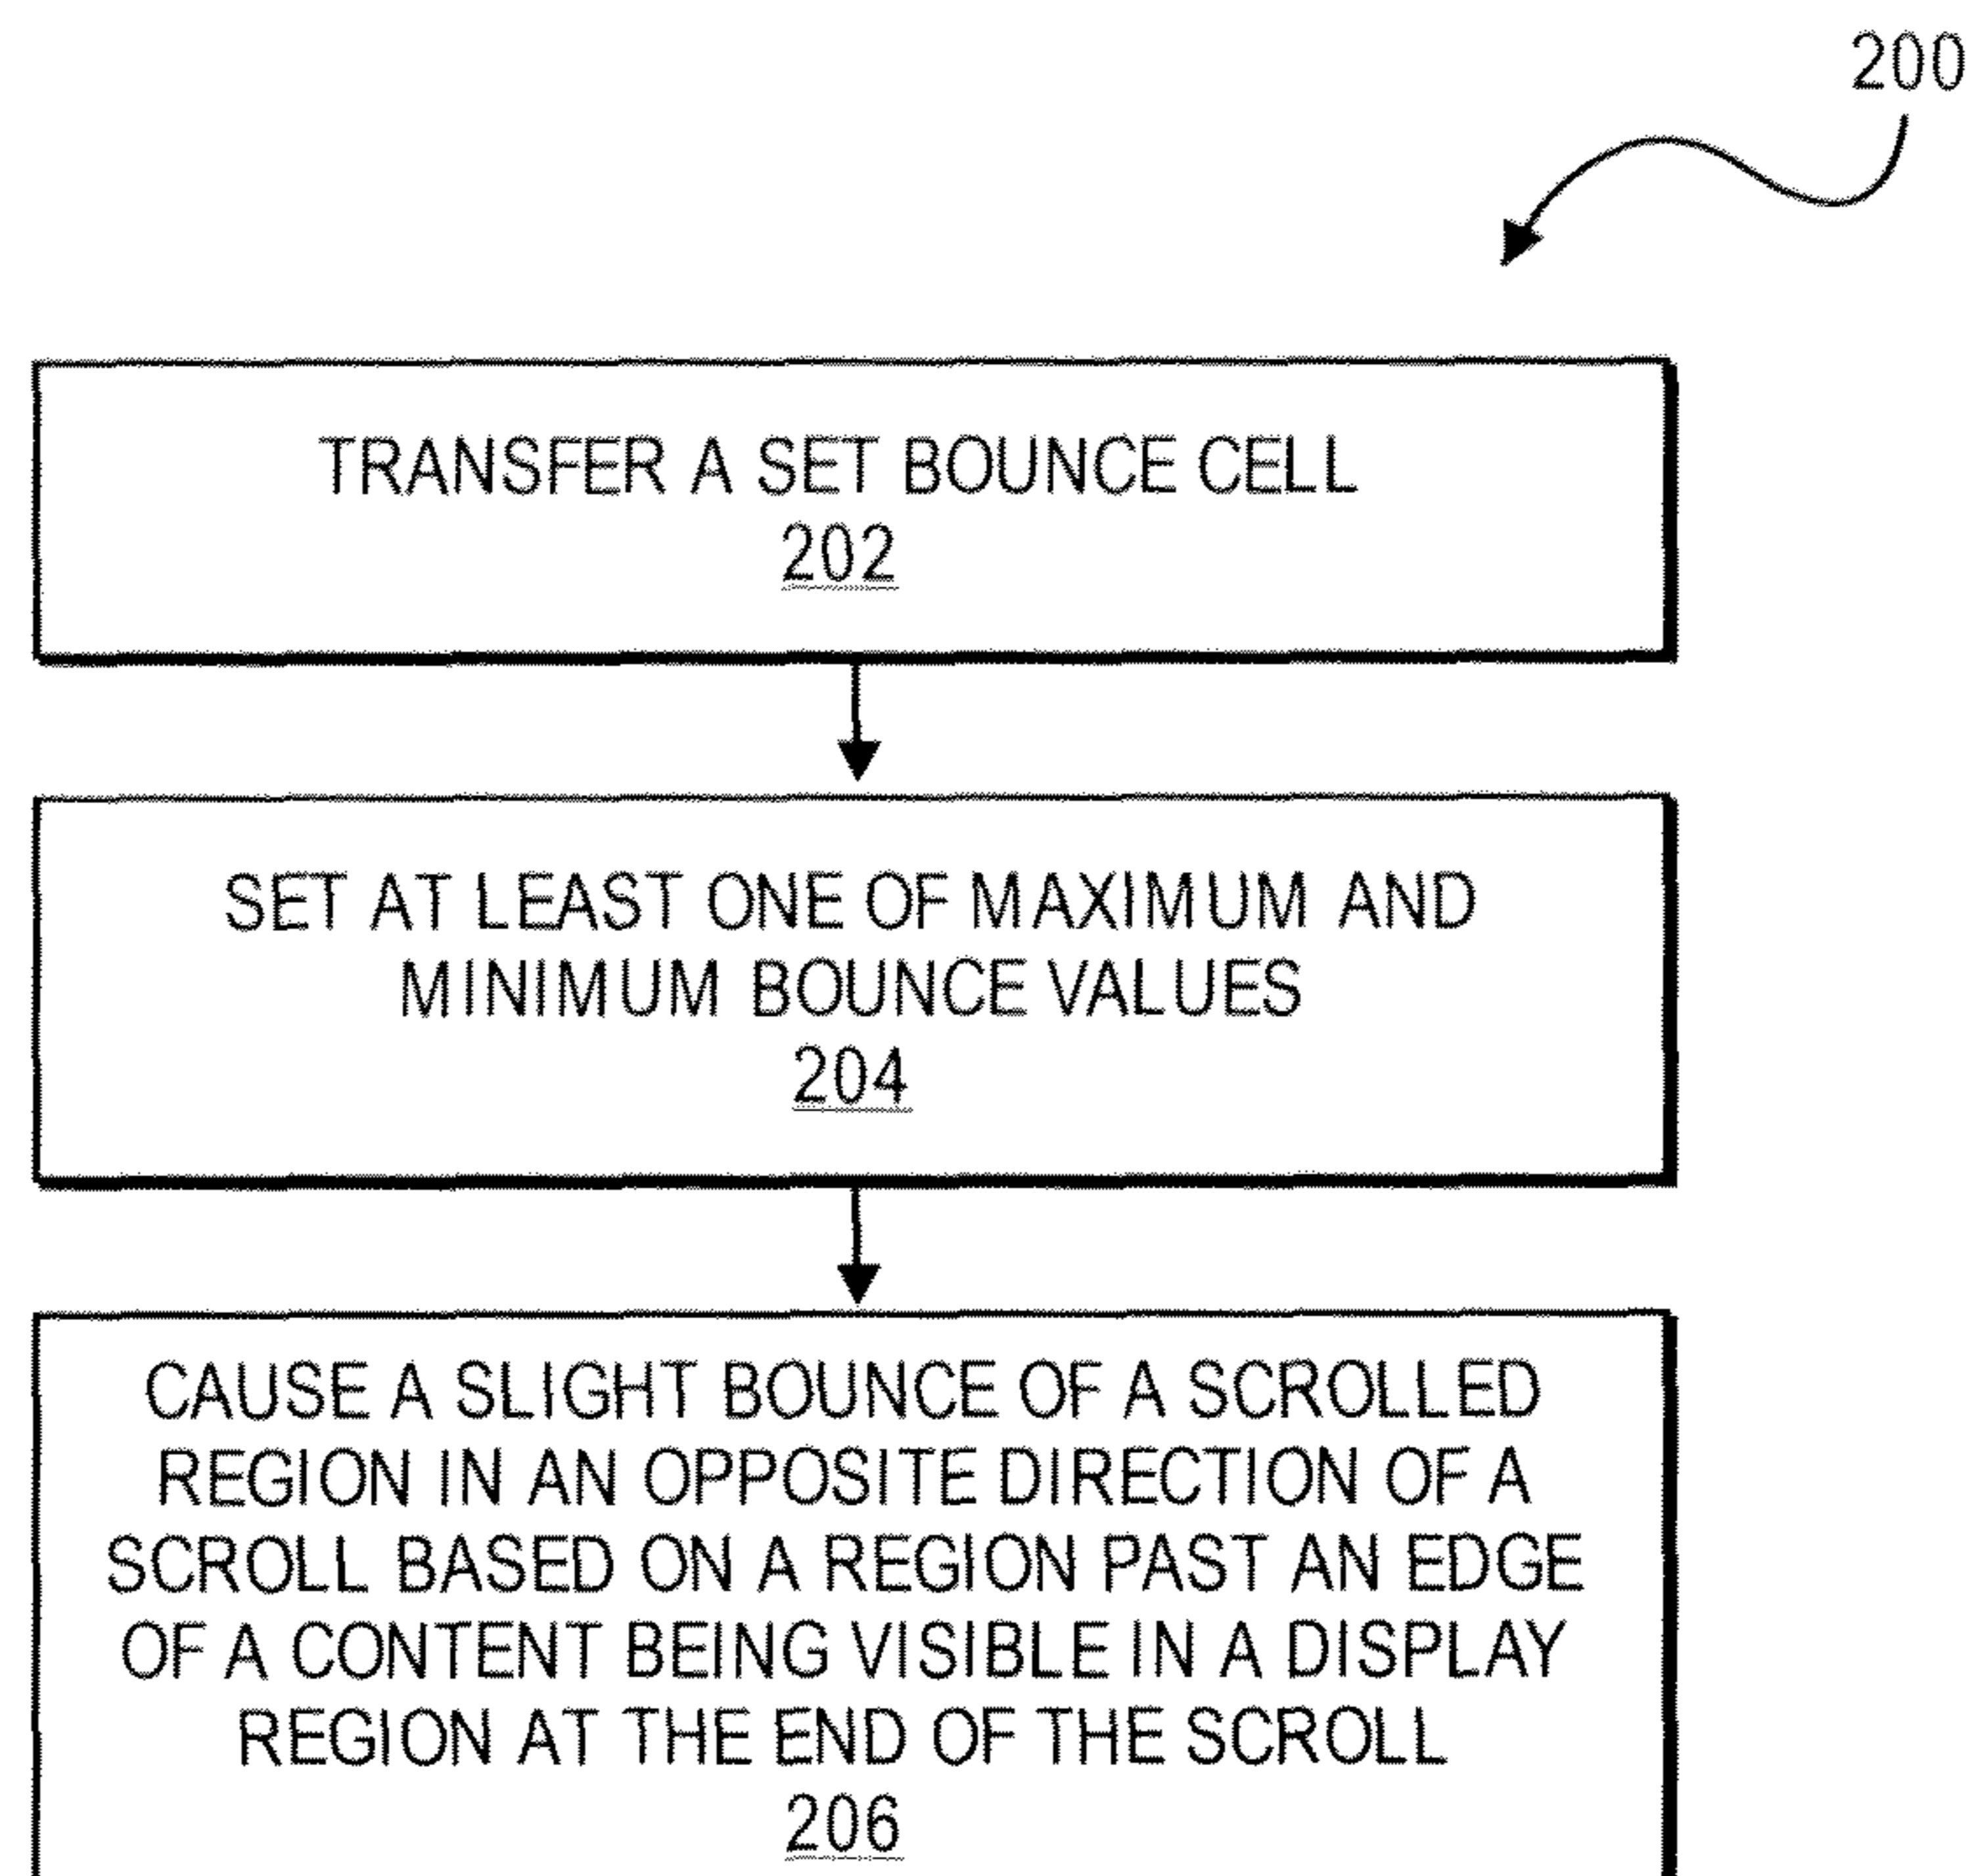 200
TRANSFER A SET BOUNCE CELL
202
SET AT LEAST ONE OF MAXIMUM AND
MINIMUM BOUNCE VALUES
204
CAUSE A SLIGHT BOUNCE OF A SCROLLED
REGION IN AN OPPOSITE DIRECTION OF A
SCROLL BASED ON A REGION PAST AN EDGE
OF A CONTENT BEING VISIBLE IN A DISPLAY
REGION AT THE END OF THE SCROLL
206